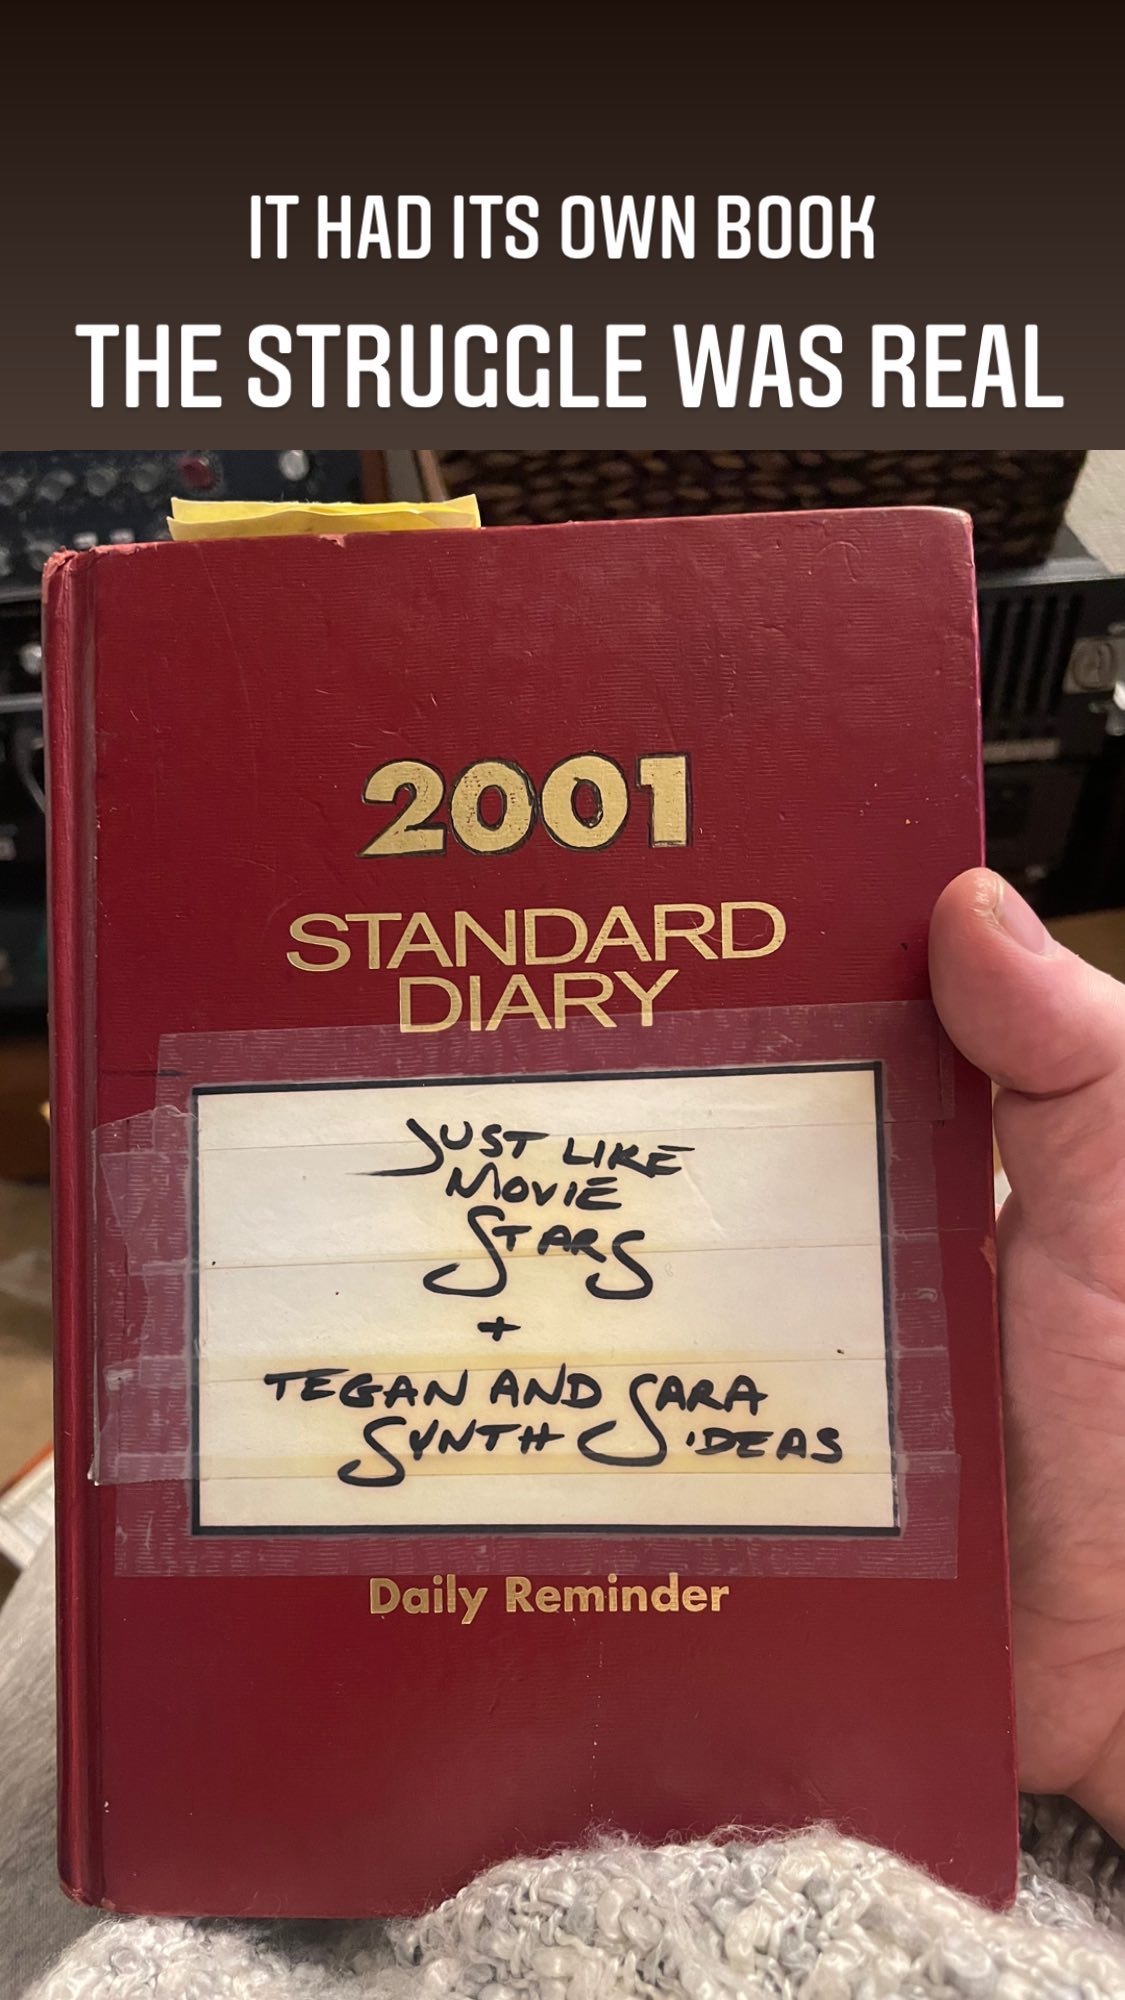 IT HAD ITS OWN BOOK
THE STRUGGLE WAS REAL
2001
STANDARD
DIARY
JUST LIKE
MOVIE
STARS
+
TEGAN AND SARA
SYNTH IDEAS
Daily Reminder